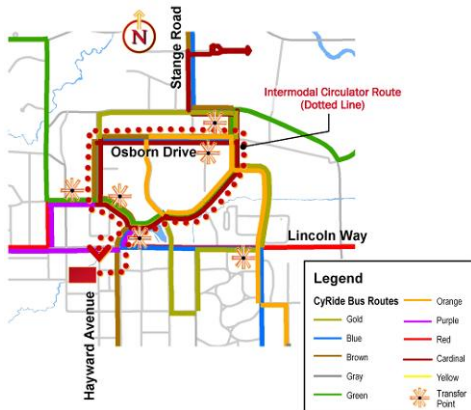 N
Stange Road
Intermodal Circulator Route
(Dotted Line)
Osborn Drive
Lincoln Way
Hayward Avenue
Legend
CyRide Bus Routes
Gold
Blue
Brown
Gray
Green
Orange
Purple
Red
Cardinal
Yellow
Transfer
Point